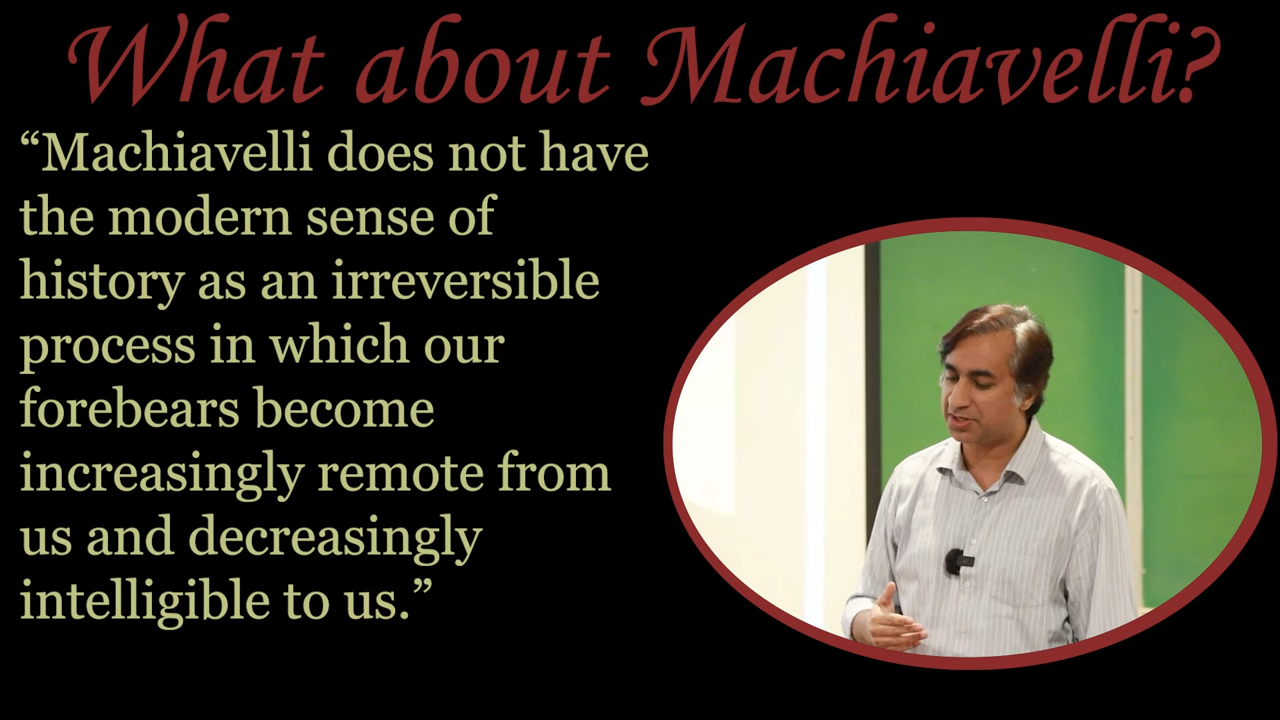 What about Machiavelli?
“Machiavelli does not have
the modern sense of
history as an irreversible
process in which our
forebears become
increasingly remote from
us and decreasingly
intelligible to us.”